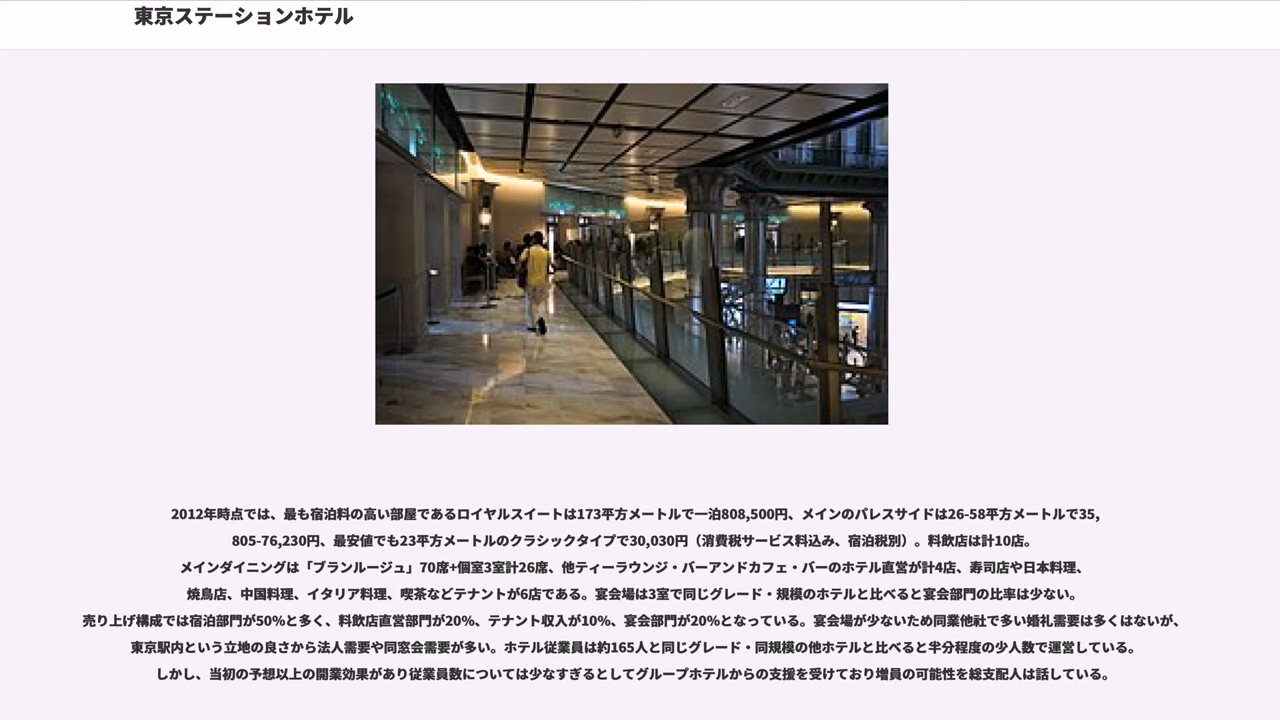 東京ステーションホテル
2012年時点では、最も宿泊料の高い部屋であるロイヤルスイートは173平方メートルで一泊808,500円、メインのパレスサイドは26-58平方メートルで35,
805-76,230円、最安値でも23平方メートルのクラシックタイプで30,030円（消費税サービス料込み、宿泊税別）。料飲店は計10店。
メインダイニングは「ブランルージュ」70席+個室3室計26席、他ティーラウンジ・バーアンドカフェ・バーのホテル直営が計4店、寿司店や日本料理、
焼鳥店、中国料理、イタリア料理、喫茶などテナントが6店である。宴会場は3室で同じグレード・規模のホテルと比べると宴会部門の比率は少ない。
売り上げ構成では宿泊部門が50%と多く、料飲店直営部門が20%、テナント収入が10%、宴会部門が20%となっている。宴会場が少ないため同業他社で多い婚礼需要は多くはないが、
東京駅内という立地の良さから法人需要や同窓会需要が多い。ホテル従業員は約165人と同じグレード・同規模の他ホテルと比べると半分程度の少人数で運営している。
しかし、当初の予想以上の開業効果があり従業員数については少なすぎるとしてグループホテルからの支援を受けており増員の可能性を総支配人は話している。